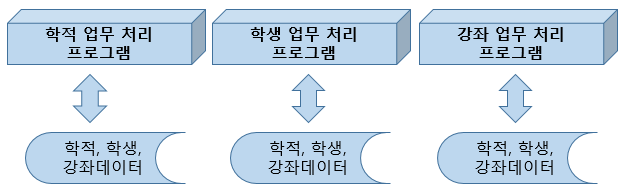 학적 업무 처리
프로그램
학생 업무 처리
프로그램
강좌 업무 처리
프로그램
학적, 학생,
강좌데이터
학적, 학생,
강좌데이터
학적, 학생,
강좌데이터